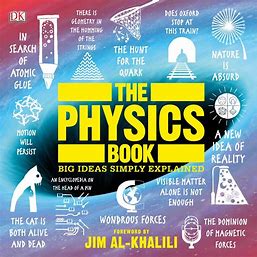 DK
IN SEARCH
OF ATOMIC
GLUE
THERE IS
GEOMETRY IN
THE HUMMING
OF THE
STRINGS
THE HUNT
FOR THE
QUARK
DOES OXFORD
STOP AT
THIS TRAIN?
NATURE IS
ABSURD
MOTION
WILL
PERSIST
THE
PHYSICS
BOOK
BIG IDEAS SIMPLY EXPLAINED
A NEW
IDEA OF
REALITY
AN ENCYCLOPEDIA
ON THE
HEAD OF A PIN
VISIBLE MATTER
ALONE IS NOT
ENOUGH
THE CAT IS
BOTH ALIVE
AND DEAD
WONDROUS FORCES
THE DOMINION
OF MAGNETIC
FORCES
FOREWORD BY
JIM AL-KHALILI